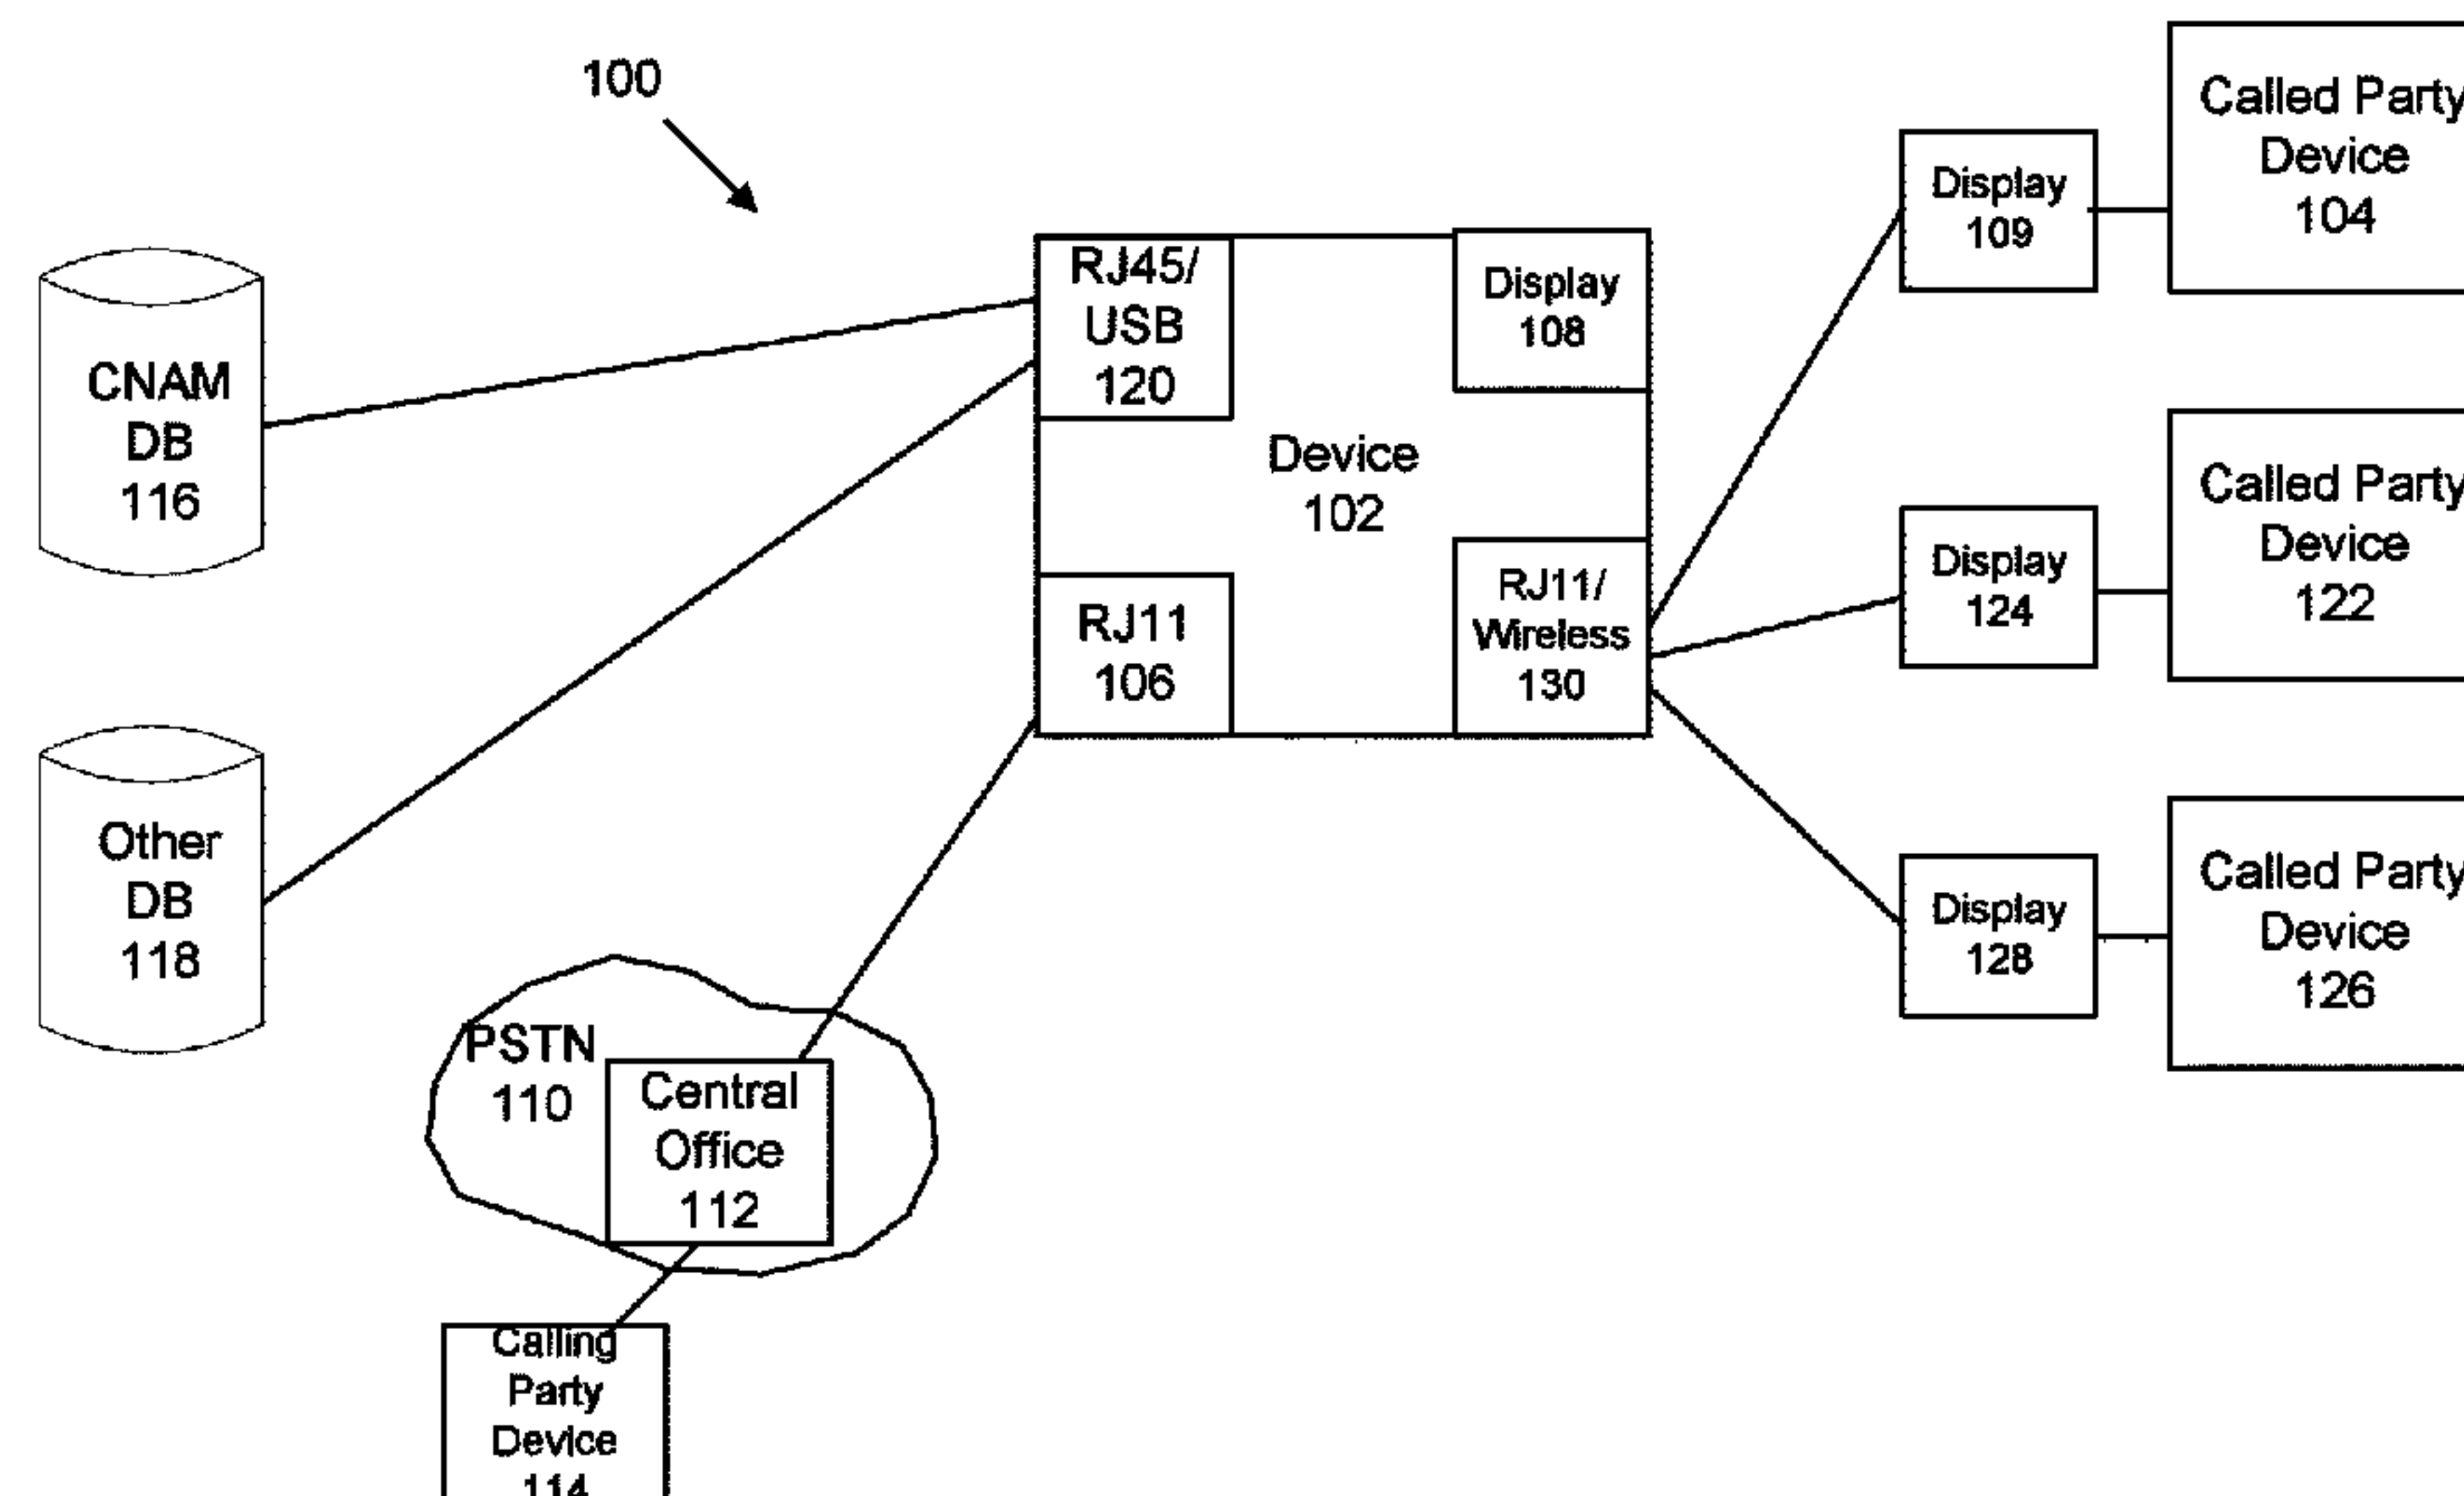 100
CNAM
DB
116
Other
DB
118
PSTN
110
Central
Office
112
Calling
Party
Device
114
RJ45/
USB
120
Display
108
Device
102
RJ11
106
RJ11/
Wireless
130
Display
109
Called Party
Device
104
Display
124
Called Party
Device
122
Display
128
Called Party
Device
126